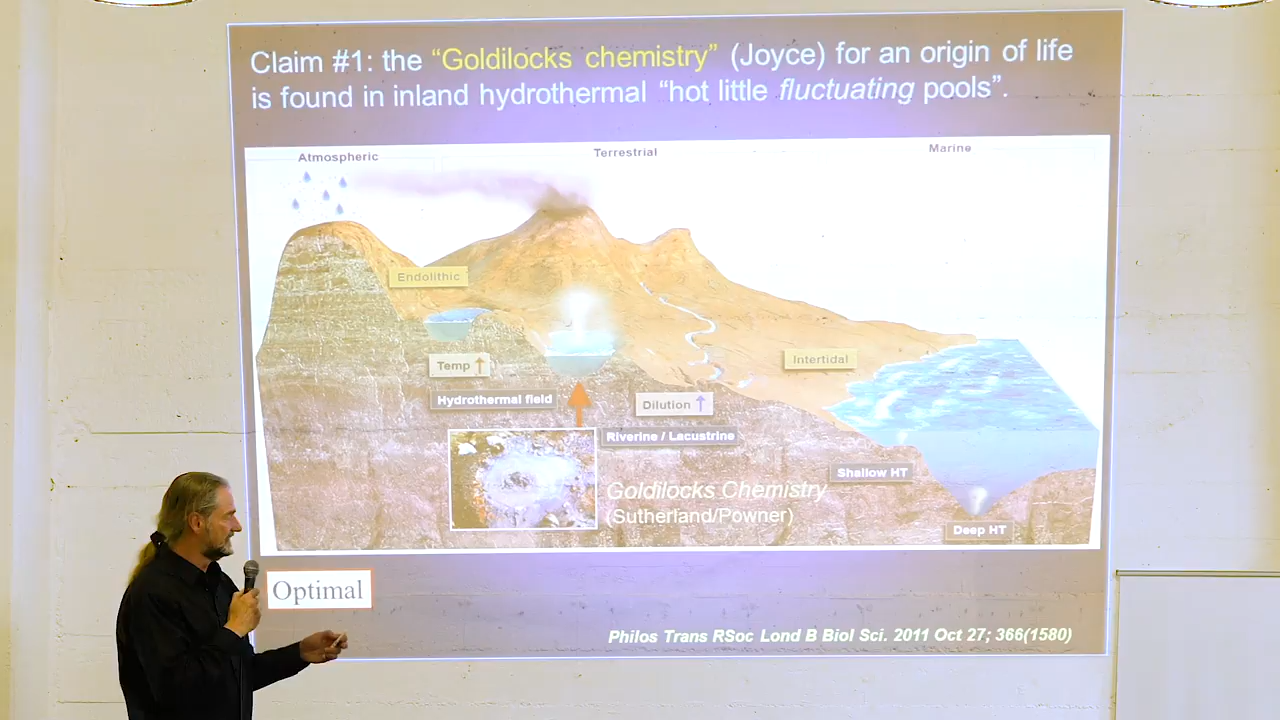 Claim #1: the “Goldilocks chemistry” (Joyce) for an origin of life
is found in inland hydrothermal “hot little fluctuating pools”.
Atmospheric
Terrestrial
Marine
Endolithic
Temp ↑
Intertidal
Hydrothermal field
Dilution ↑
Riverine / Lacustrine
Shallow HT
Goldilocks Chemistry
(Sutherland/Powner)
Deep HT
Optimal
Philos Trans RSoc Lond B Biol Sci. 2011 Oct 27; 366(1580)